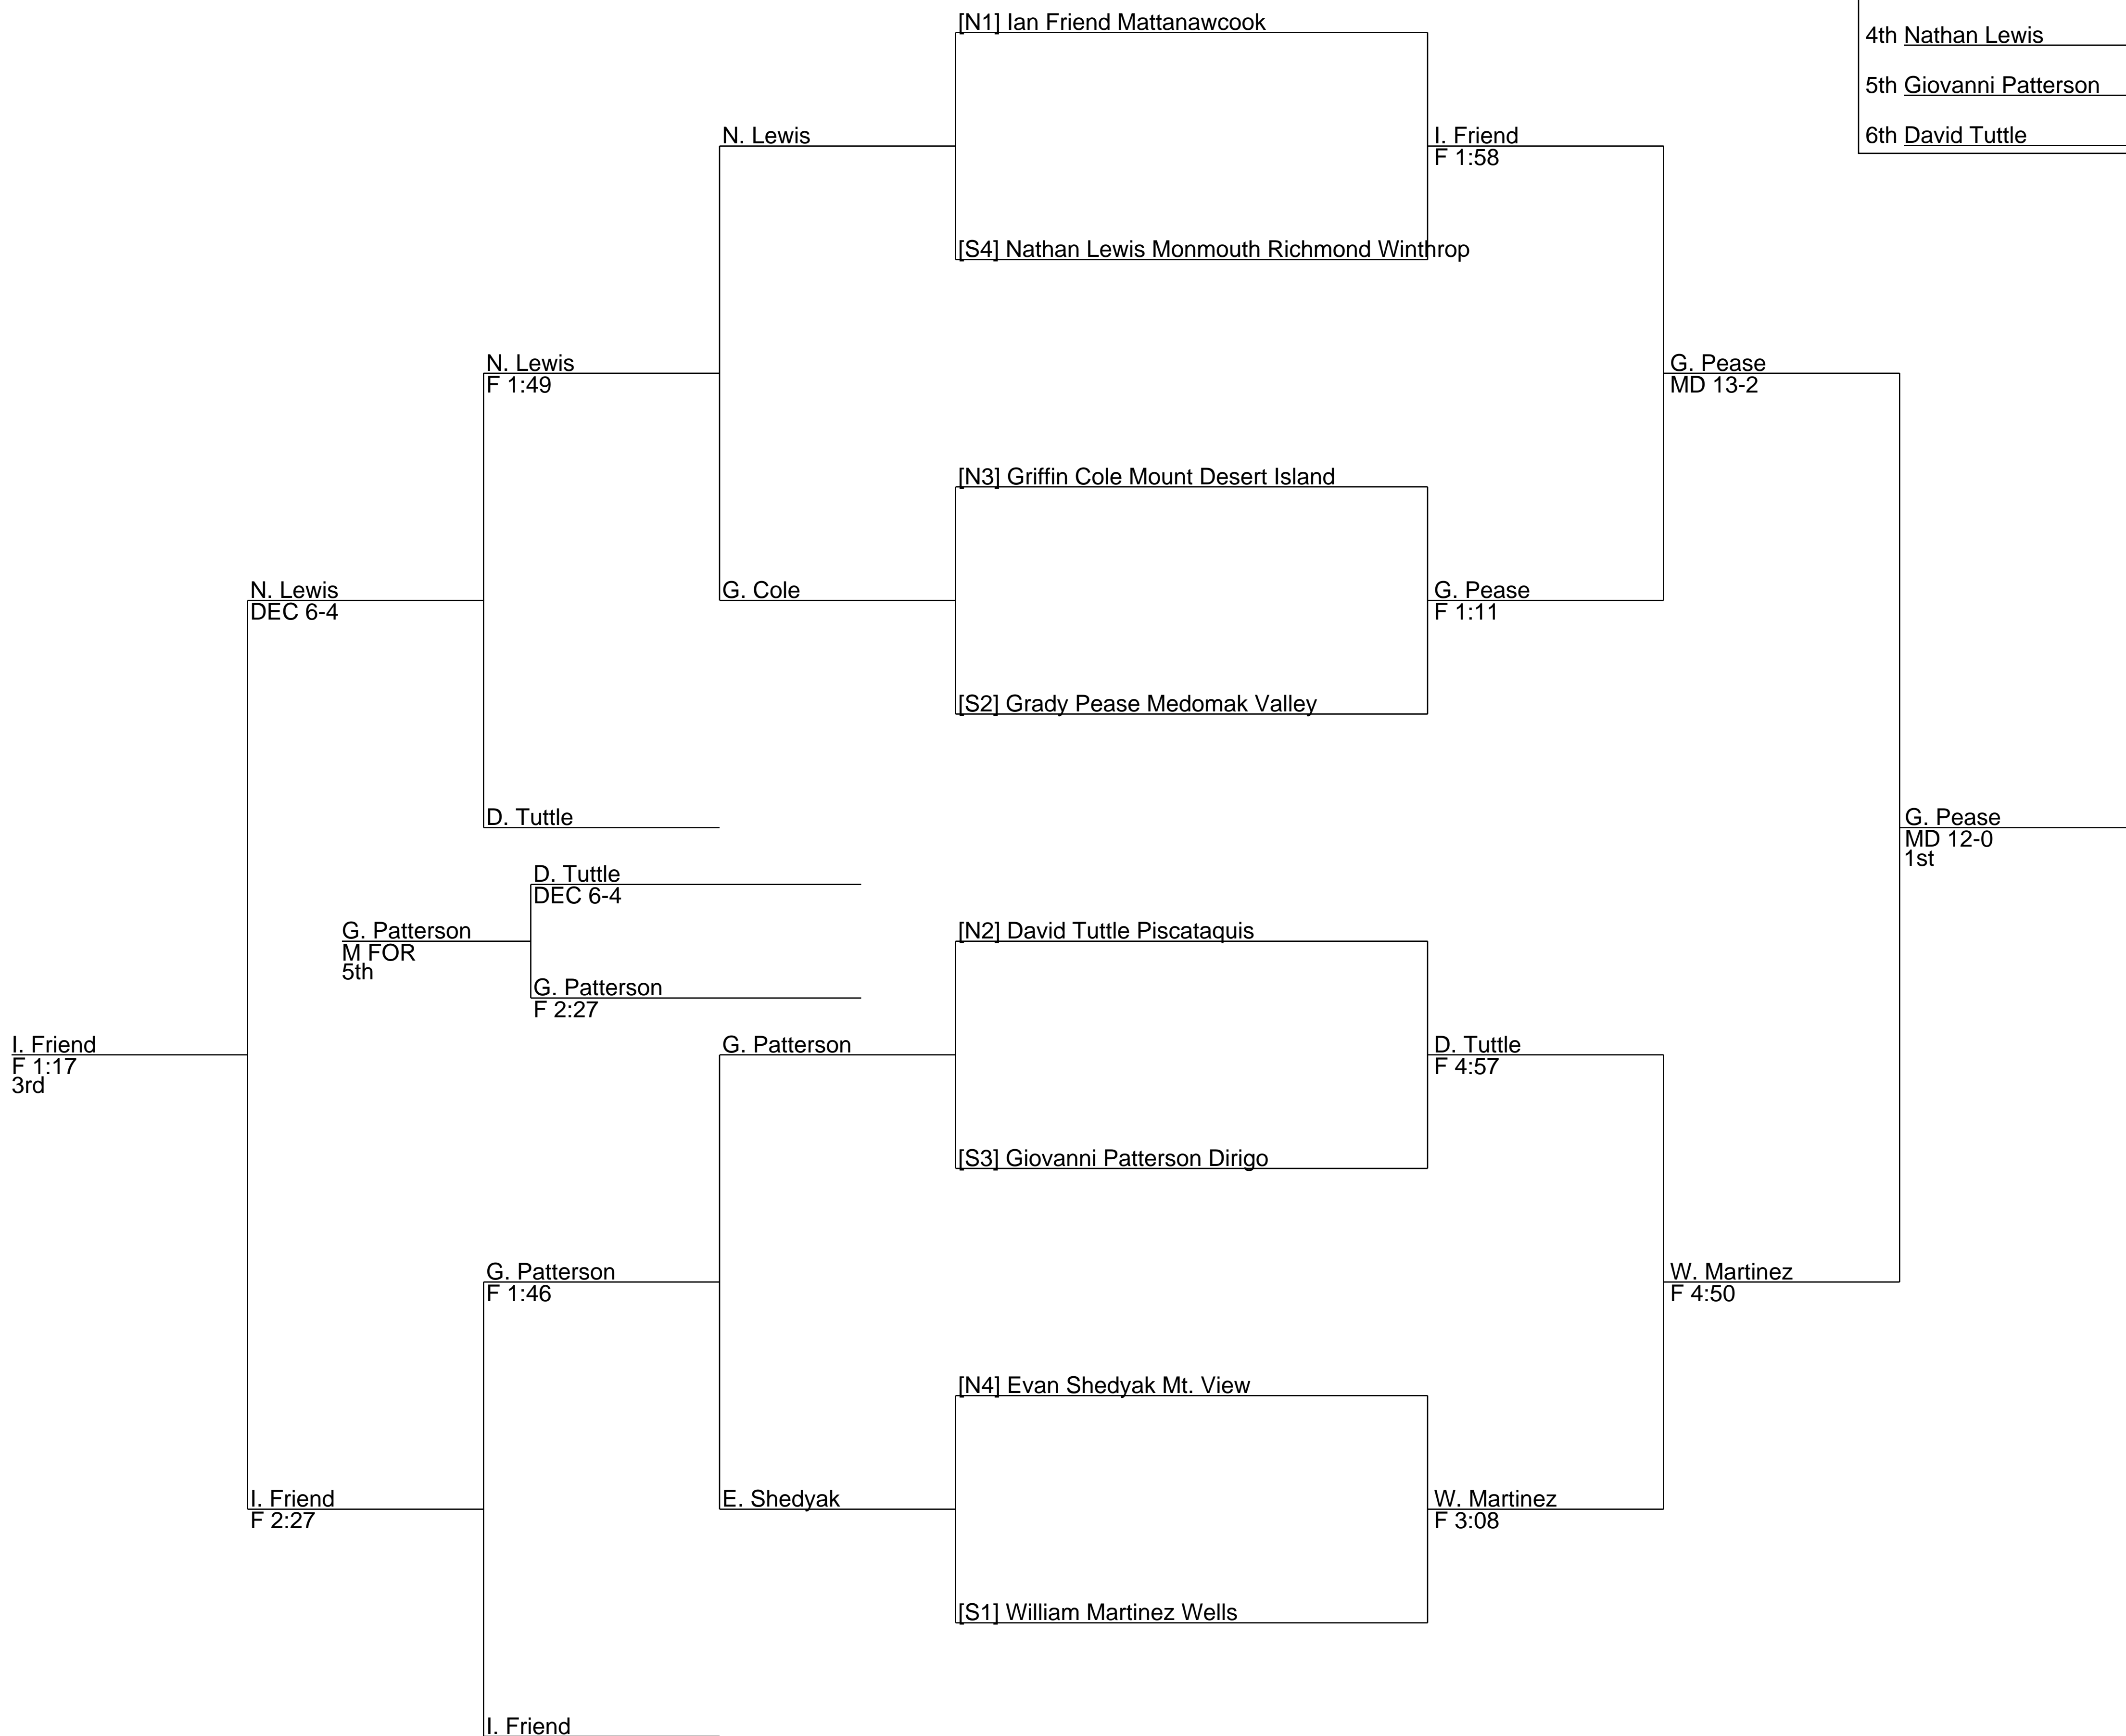 [N1] Ian Friend Mattanawcook
4th Nathan Lewis
5th Giovanni Patterson
6th David Tuttle
N. Lewis
I. Friend
F 1:58
[S4] Nathan Lewis Monmouth Richmond Winthrop
N. Lewis
F 1:49
G. Pease
MD 13-2
[N3] Griffin Cole Mount Desert Island
N. Lewis
DEC 6-4
G. Cole
G. Pease
F 1:11
[S2] Grady Pease Medomak Valley
D. Tuttle
G. Pease
MD 12-0
1st
D. Tuttle
DEC 6-4
G. Patterson
M FOR
5th
[N2] David Tuttle Piscataquis
G. Patterson
F 2:27
I. Friend
F 1:17
3rd
G. Patterson
D. Tuttle
F 4:57
[S3] Giovanni Patterson Dirigo
G. Patterson
F 1:46
W. Martinez
F 4:50
[N4] Evan Shedyak Mt. View
I. Friend
F 2:27
E. Shedyak
W. Martinez
F 3:08
[S1] William Martinez Wells
I. Friend